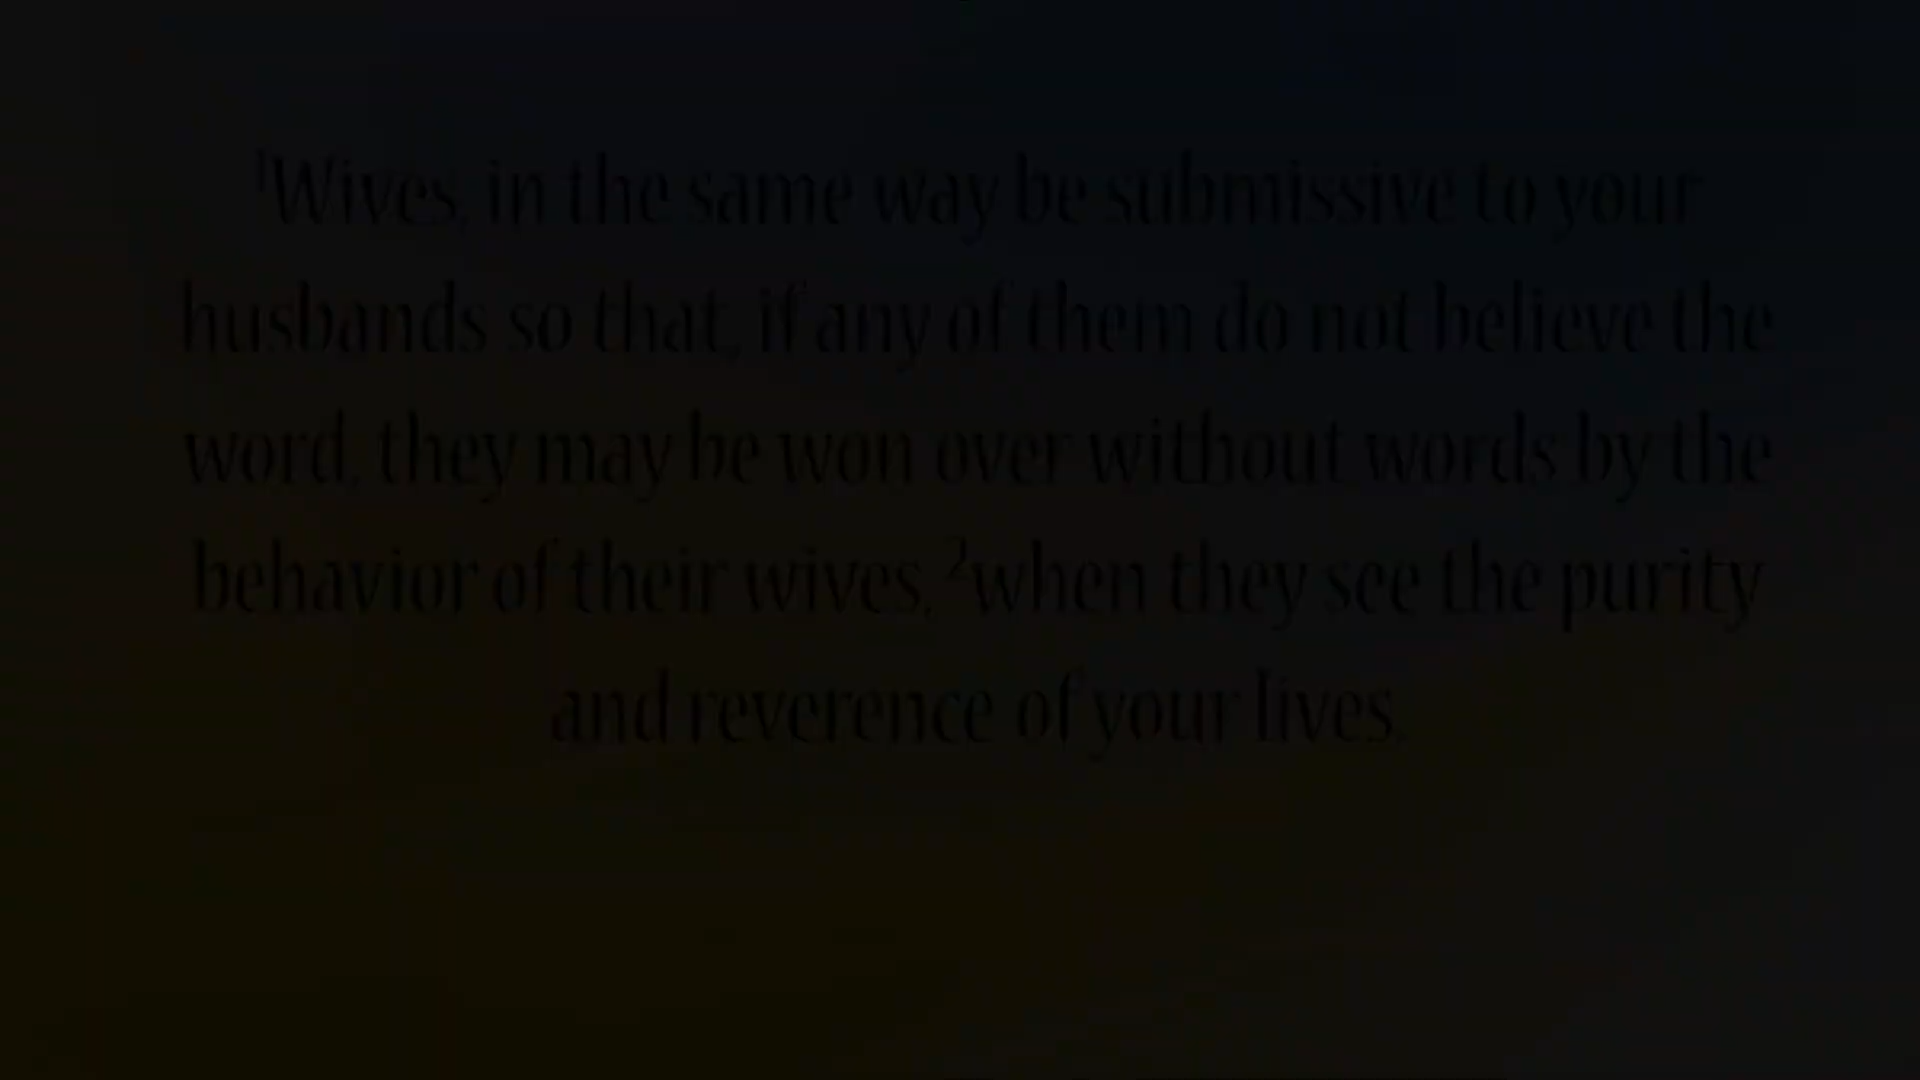 ¹Wives, in the same way be submissive to your
husbands so that, if any of them do not believe the
word, they may be won over without words by the
behavior of their wives, ²when they see the purity
and reverence of your lives.